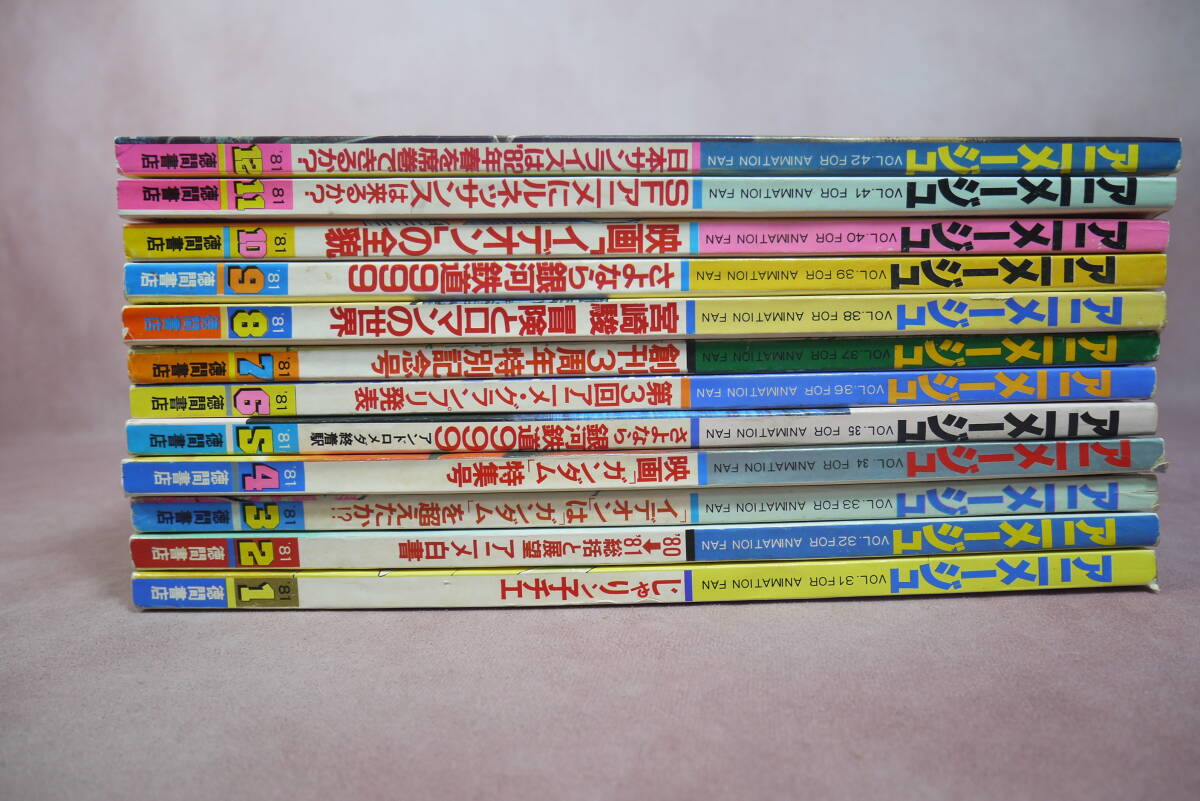 アニメージュ VOL.42 FOR ANIMATION FAN 日本サンライズは'82年春を席巻できるか? '81 12 徳間書店
アニメージュ VOL.41 FOR ANIMATION FAN SFアニメにルネッサンスは来るか? '81 11 徳間書店
アニメージュ VOL.40 FOR ANIMATION FAN 映画「イデオン」の全貌 '81 10 徳間書店
アニメージュ VOL.39 FOR ANIMATION FAN さよなら銀河鉄道999 '81 9 徳間書店
アニメージュ VOL.38 FOR ANIMATION FAN 宮崎駿 冒険とロマンの世界 '81 8 徳間書店
アニメージュ VOL.37 FOR ANIMATION FAN 創刊3周年特別記念号 '81 7 徳間書店
アニメージュ VOL.36 FOR ANIMATION FAN 第3回アニメ・グランプリ発表 '81 6 徳間書店
アニメージュ VOL.35 FOR ANIMATION FAN さよなら銀河鉄道999 アンドロメダ終着駅 '81 5 徳間書店
アニメージュ VOL.34 FOR ANIMATION FAN 映画「ガンダム」特集号 '81 4 徳間書店
アニメージュ VOL.33 FOR ANIMATION FAN 「イデオン」は「ガンダム」を超えたか!? '81 3 徳間書店
アニメージュ VOL.32 FOR ANIMATION FAN '80→'81総括と展望 アニメ白書 '81 2 徳間書店
アニメージュ VOL.31 FOR ANIMATION FAN じゃりン子チエ '81 1 徳間書店